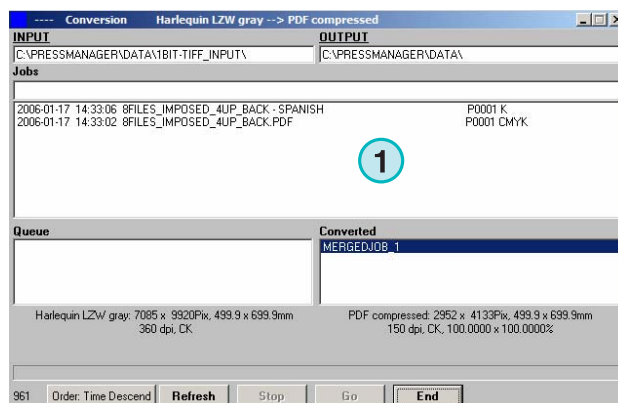 ---- Conversion Harlequin LZW gray --> PDF compressed
INPUT OUTPUT
C:\PRESSMANAGER\DATA\1BIT-TIFF_INPUT\ C:\PRESSMANAGER\DATA\
Jobs
2006-01-17 14:33:06 8FILES_IMPOSED_4UP_BACK - SPANISH P0001 K
2006-01-17 14:33:02 8FILES_IMPOSED_4UP_BACK.PDF P0001 CMYK
1
Queue Converted
MERGEDJOB_1
Harlequin LZW gray: 7085 x 9920Pix, 499.9 x 699.9mm PDF compressed: 2952 x 4133Pix, 499.9 x 699.9mm
360 dpi, CK 150 dpi, CK, 100.0000 x 100.0000%
961 Order: Time Descend Refresh Stop Go End